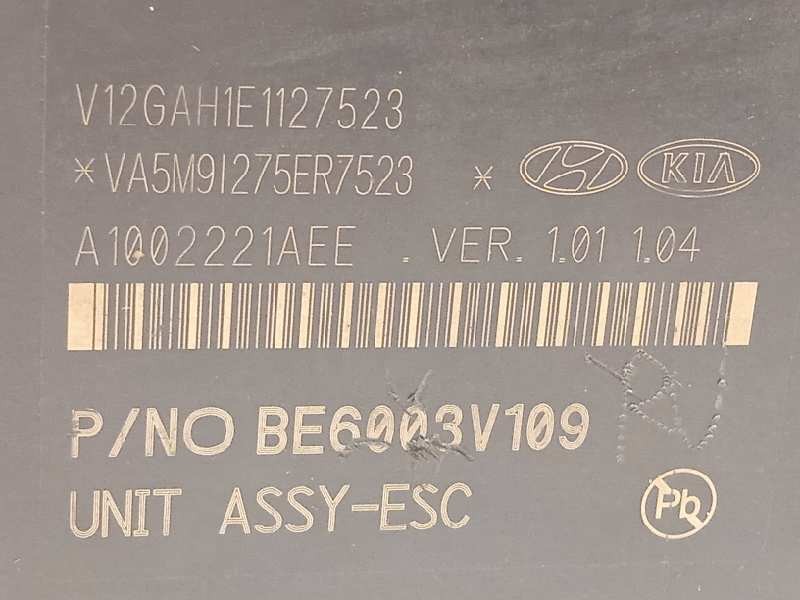 V12GAH1E1127523
*VA5M9I275ER7523 * KIA
A1002221AEE . VER. 1.01 1.04
P/NO BE6003V109
UNIT ASSY-ESC
Pb